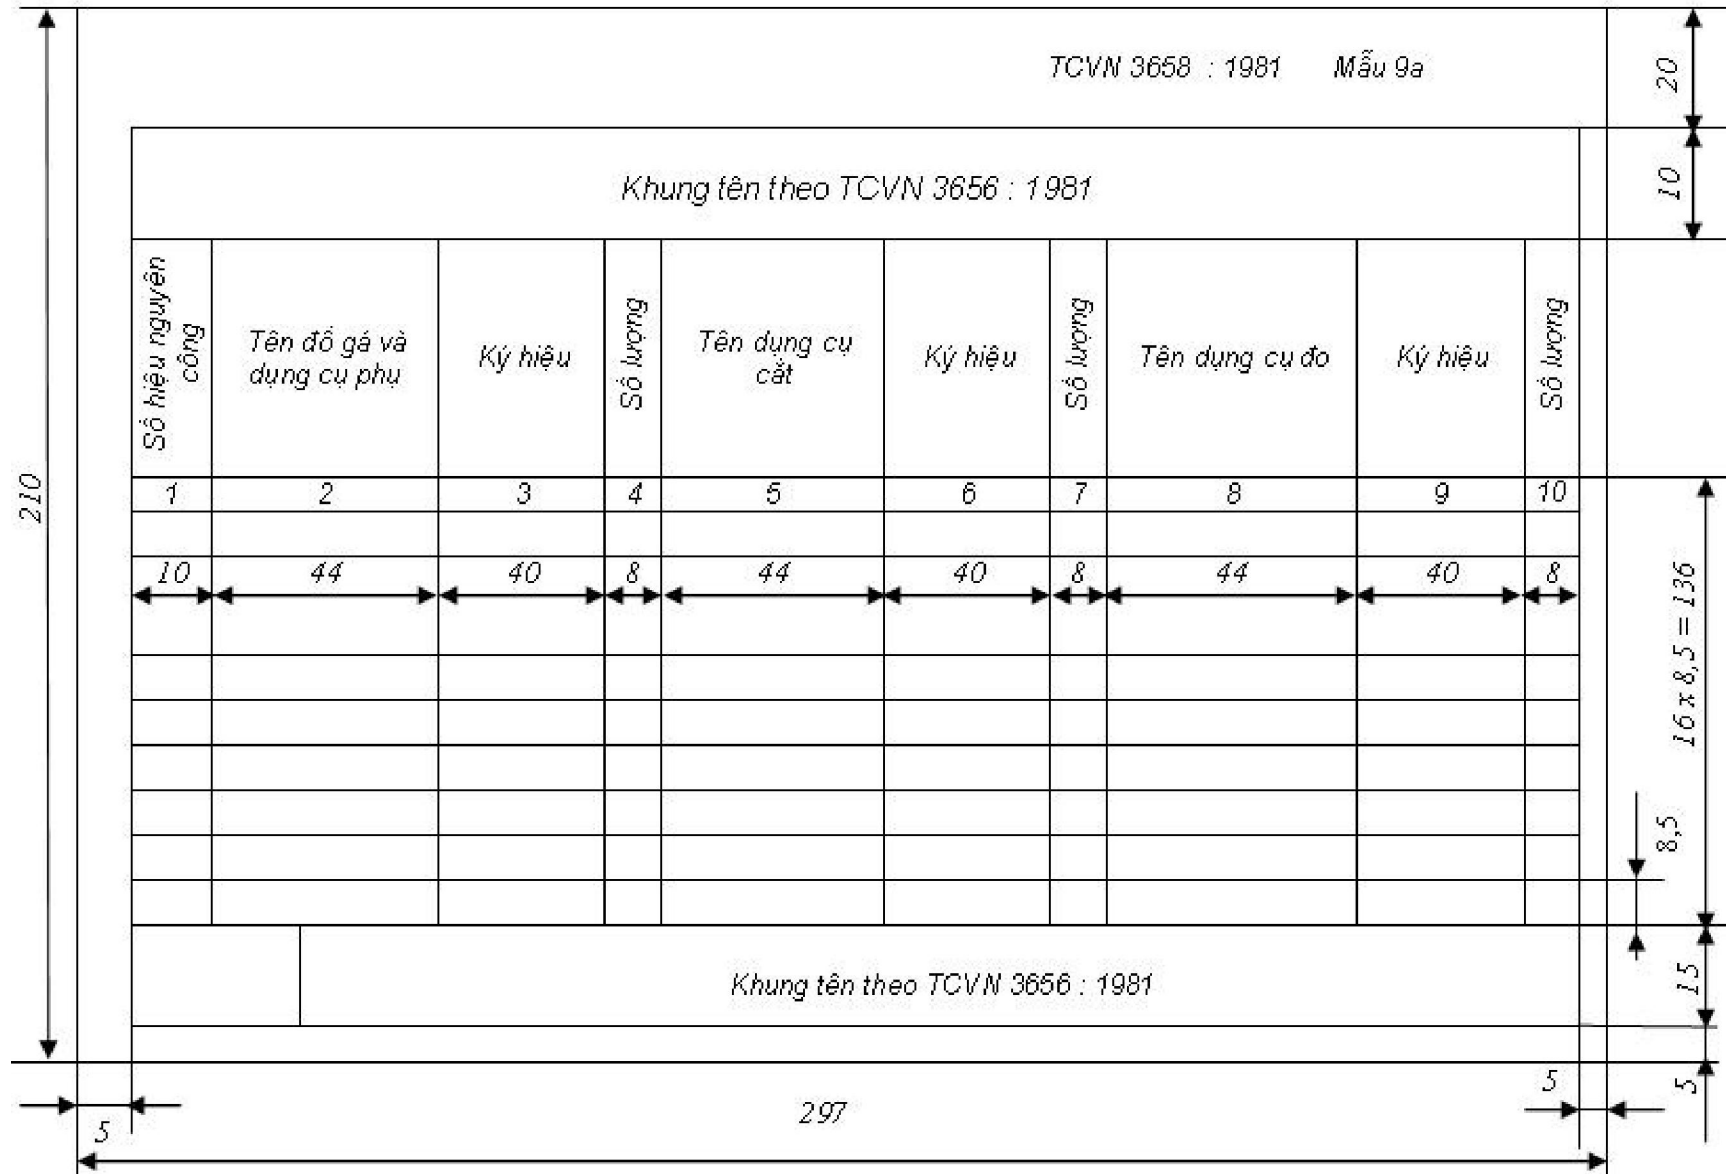 TCVN 3658 : 1981 Mẫu 9a
20
Khung tên theo TCVN 3656 : 1981
10
Số hiệu nguyên
công
Tên đồ gá và
dụng cụ phụ
Ký hiệu
Số lượng
Tên dụng cụ
cắt
Ký hiệu
Số lượng
Tên dụng cụ đo
Ký hiệu
Số lượng
210
1 2 3 4 5 6 7 8 9 10
10 44 40 8 44 40 8 44 40 8
16 x 8,5 = 136
8,5
Khung tên theo TCVN 3656 : 1981
15
5
297
5
5